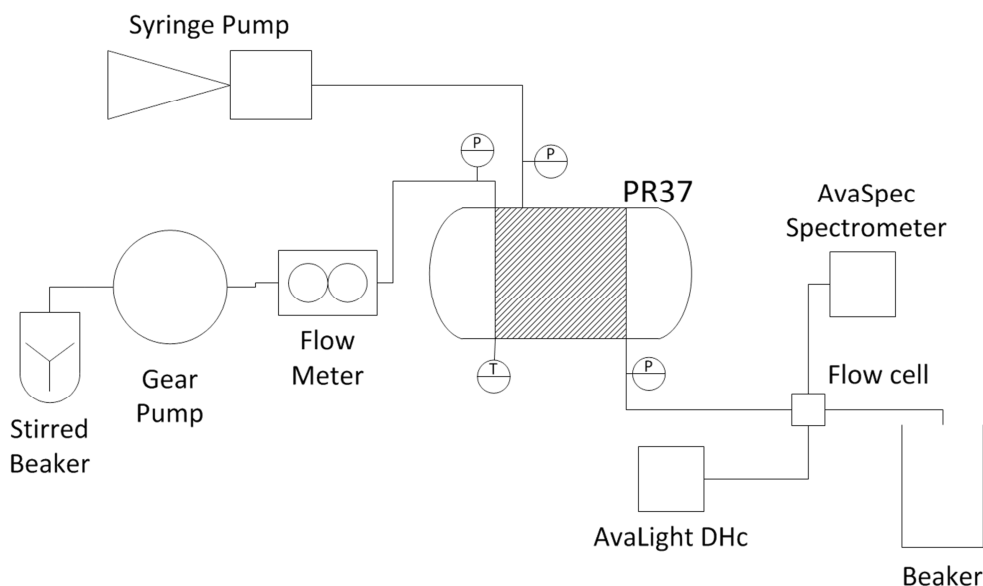 Syringe Pump
P
P
PR37
AvaSpec
Spectrometer
Flow
Meter
T
P
Flow cell
Gear
Pump
Stirred
Beaker
AvaLight DHc
Beaker